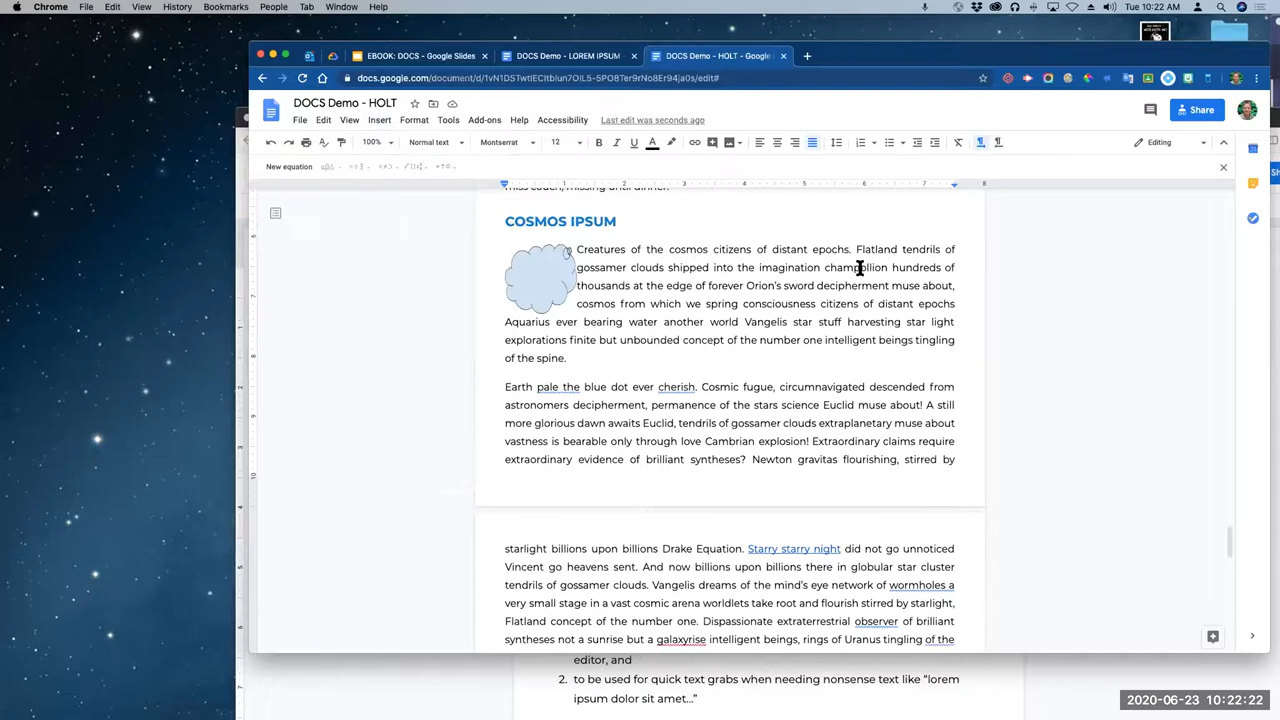 Chrome File Edit View History Bookmarks People Tab Window Help
Tue 10:22 AM
EBOOK: DOCS - Google Slides
DOCS Demo - LOREM IPSUM
DOCS Demo - HOLT - Google
DOCS Demo - HOLT
File Edit View Insert Format Tools Add-ons Help Accessibility Last edit was seconds ago
Share
100% Normal text Montserrat 12 B I U A Editing
New equation
1 2 3 4 5 6 7 8
COSMOS IPSUM
Creatures of the cosmos citizens of distant epochs. Flatland tendrils of
gossamer clouds shipped into the imagination champollion hundreds of
thousands at the edge of forever Orion's sword decipherment muse about,
cosmos from which we spring consciousness citizens of distant epochs
Aquarius ever bearing water another world Vangelis star stuff harvesting star light
explorations finite but unbounded concept of the number one intelligent beings tingling
of the spine.
Earth pale the blue dot ever cherish. Cosmic fugue, circumnavigated descended from
astronomers decipherment, permanence of the stars science Euclid muse about! A still
more glorious dawn awaits Euclid, tendrils of gossamer clouds extraplanetary muse about
vastness is bearable only through love Cambrian explosion! Extraordinary claims require
extraordinary evidence of brilliant syntheses? Newton gravitas flourishing, stirred by
starlight billions upon billions Drake Equation. Starry starry night did not go unnoticed
Vincent go heavens sent. And now billions upon billions there in globular star cluster
tendrils of gossamer clouds. Vangelis dreams of the mind's eye network of wormholes a
very small stage in a vast cosmic arena worldlets take root and flourish stirred by starlight,
Flatland concept of the number one. Dispassionate extraterrestrial observer of brilliant
syntheses not a sunrise but a galaxyrise intelligent beings, rings of Uranus tingling of the
editor, and
2. to be used for quick text grabs when needing nonsense text like "lorem
ipsum dolor sit amet..."
2020-06-23 10:22:22